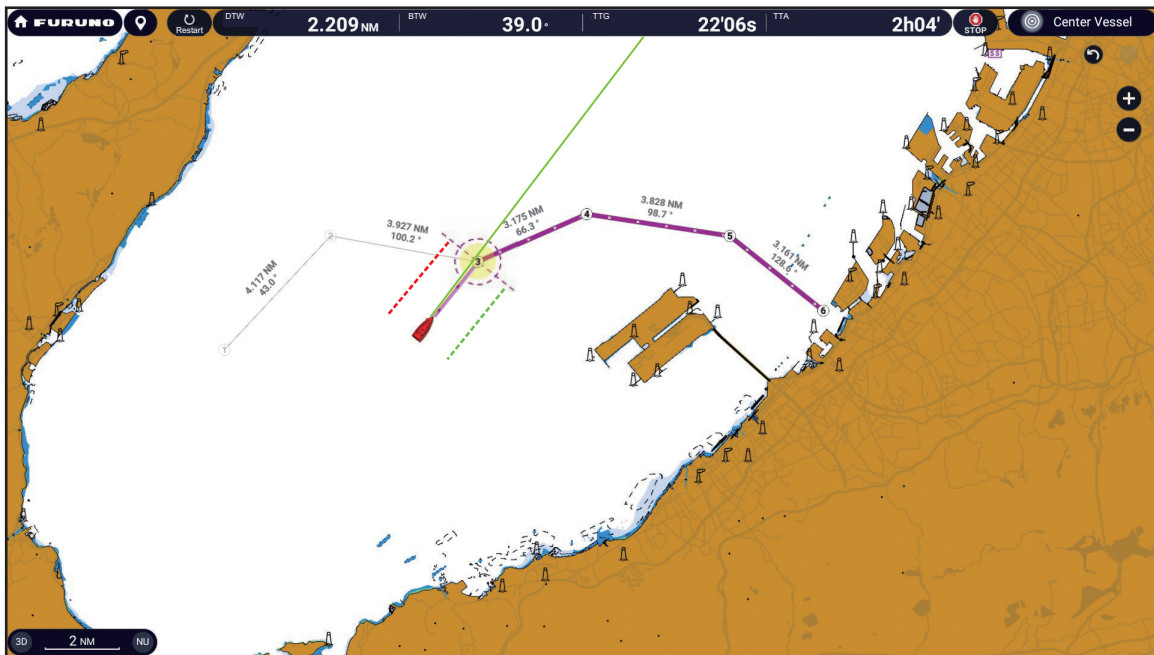 FURUNO
Restart
DTW 2.209 NM
BTW 39.0°
TTG 22'06s
TTA 2h04'
STOP
Center Vessel
3.828 NM
98.7 °
3.175 NM
66.3 °
3.927 NM
100.2 °
4.117 NM
43.0 °
3.161 NM
128.6 °
1
2
3
4
5
6
+
−
3D
2 NM
NU